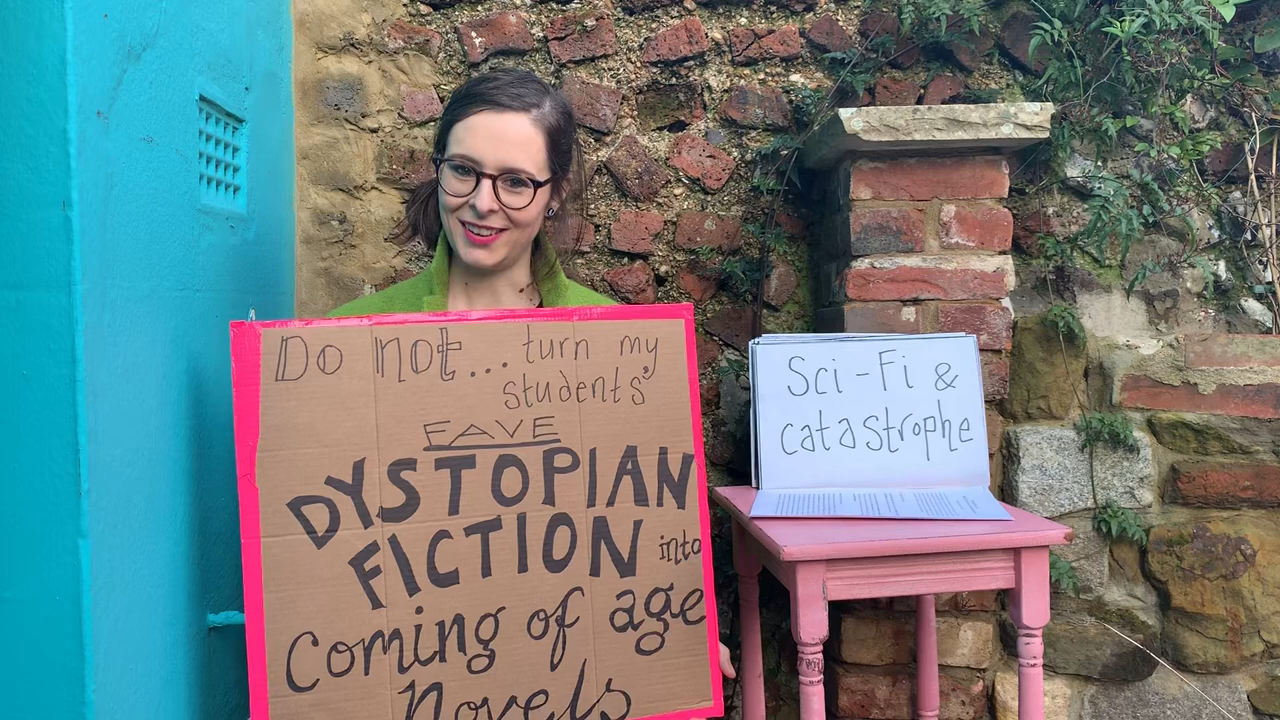 Do not... turn my
students'
FAVE
DYSTOPIAN
FICTION into
Coming of age
Novels
Sci-Fi &
catastrophe